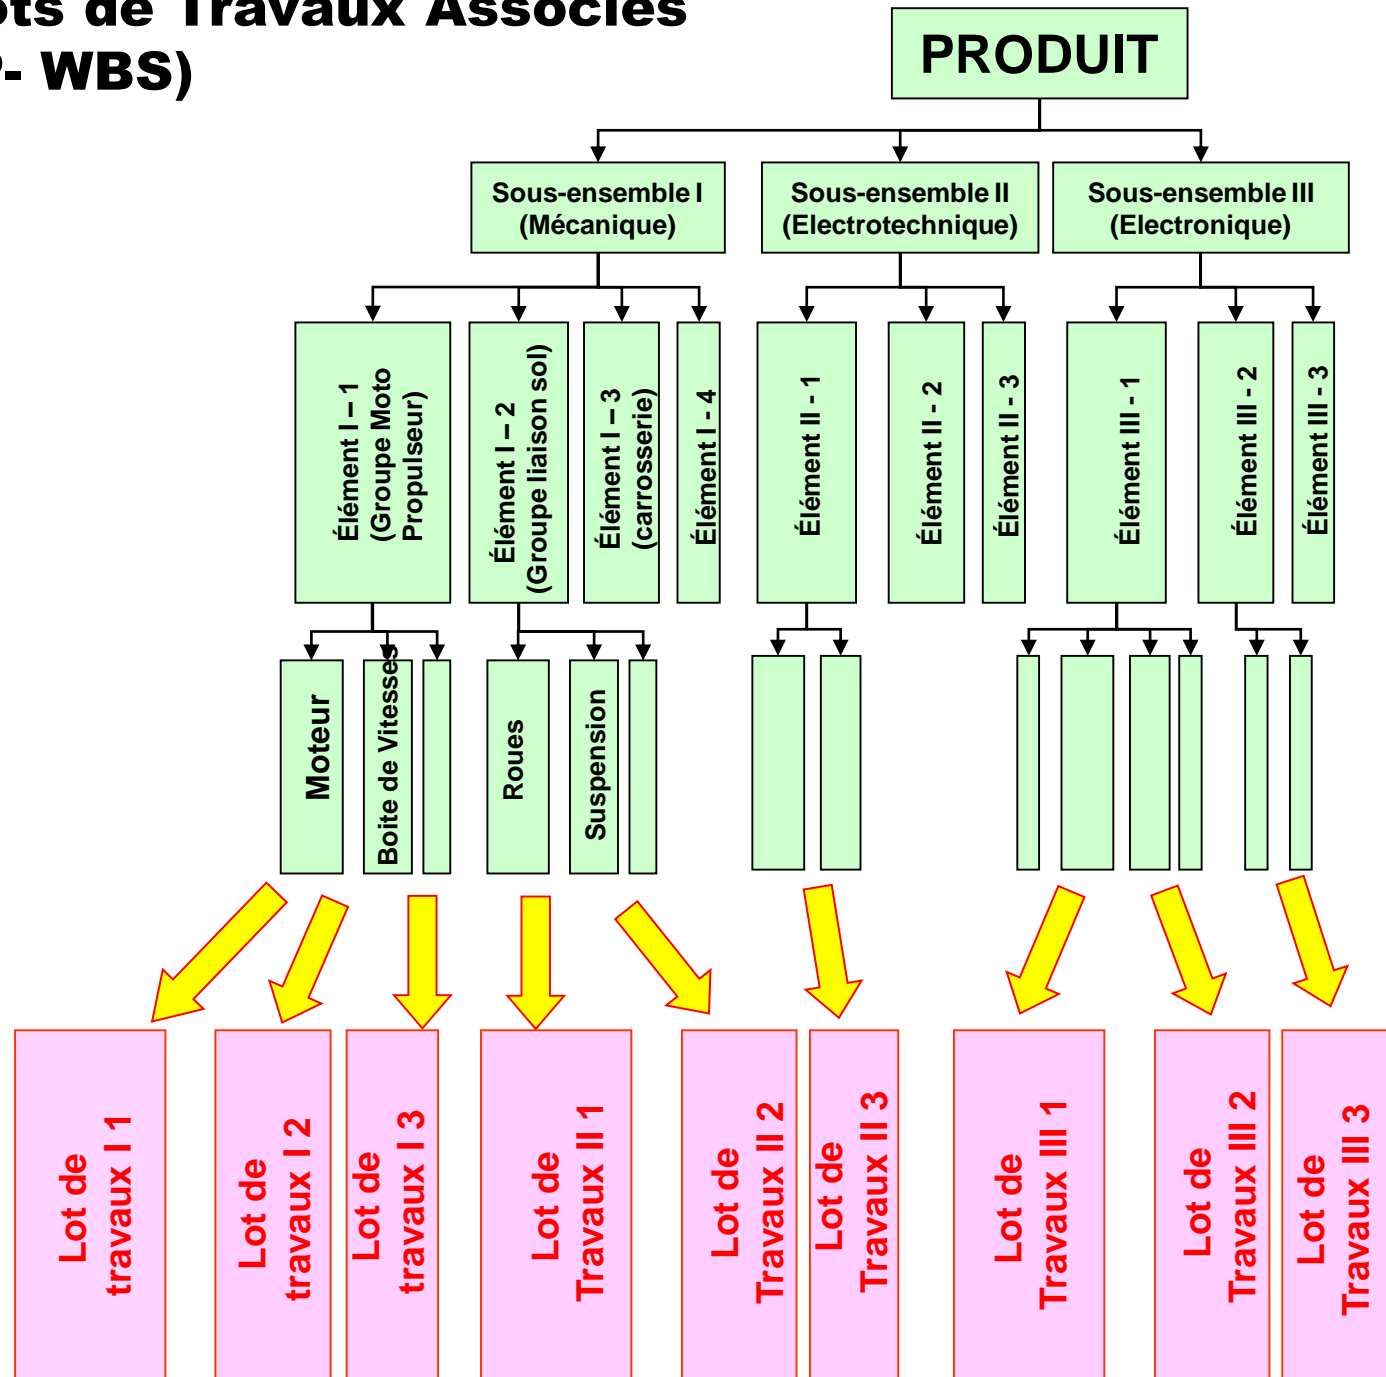 ots de Travaux Associés
P- WBS)
PRODUIT
Sous-ensemble I
(Mécanique)
Sous-ensemble II
(Electrotechnique)
Sous-ensemble III
(Electronique)
Élément I – 1
(Groupe Moto
Propulseur)
Élément I – 2
(Groupe liaison sol)
Élément I – 3
(carrosserie)
Élément I - 4
Élément II - 1
Élément II - 2
Élément II - 3
Élément III - 1
Élément III - 2
Élément III - 3
Moteur
Boite de Vitesses
Roues
Suspension
Lot de
travaux I 1
Lot de
travaux I 2
Lot de
travaux I 3
Lot de
Travaux II 1
Lot de
Travaux II 2
Lot de
Travaux II 3
Lot de
Travaux III 1
Lot de
Travaux III 2
Lot de
Travaux III 3